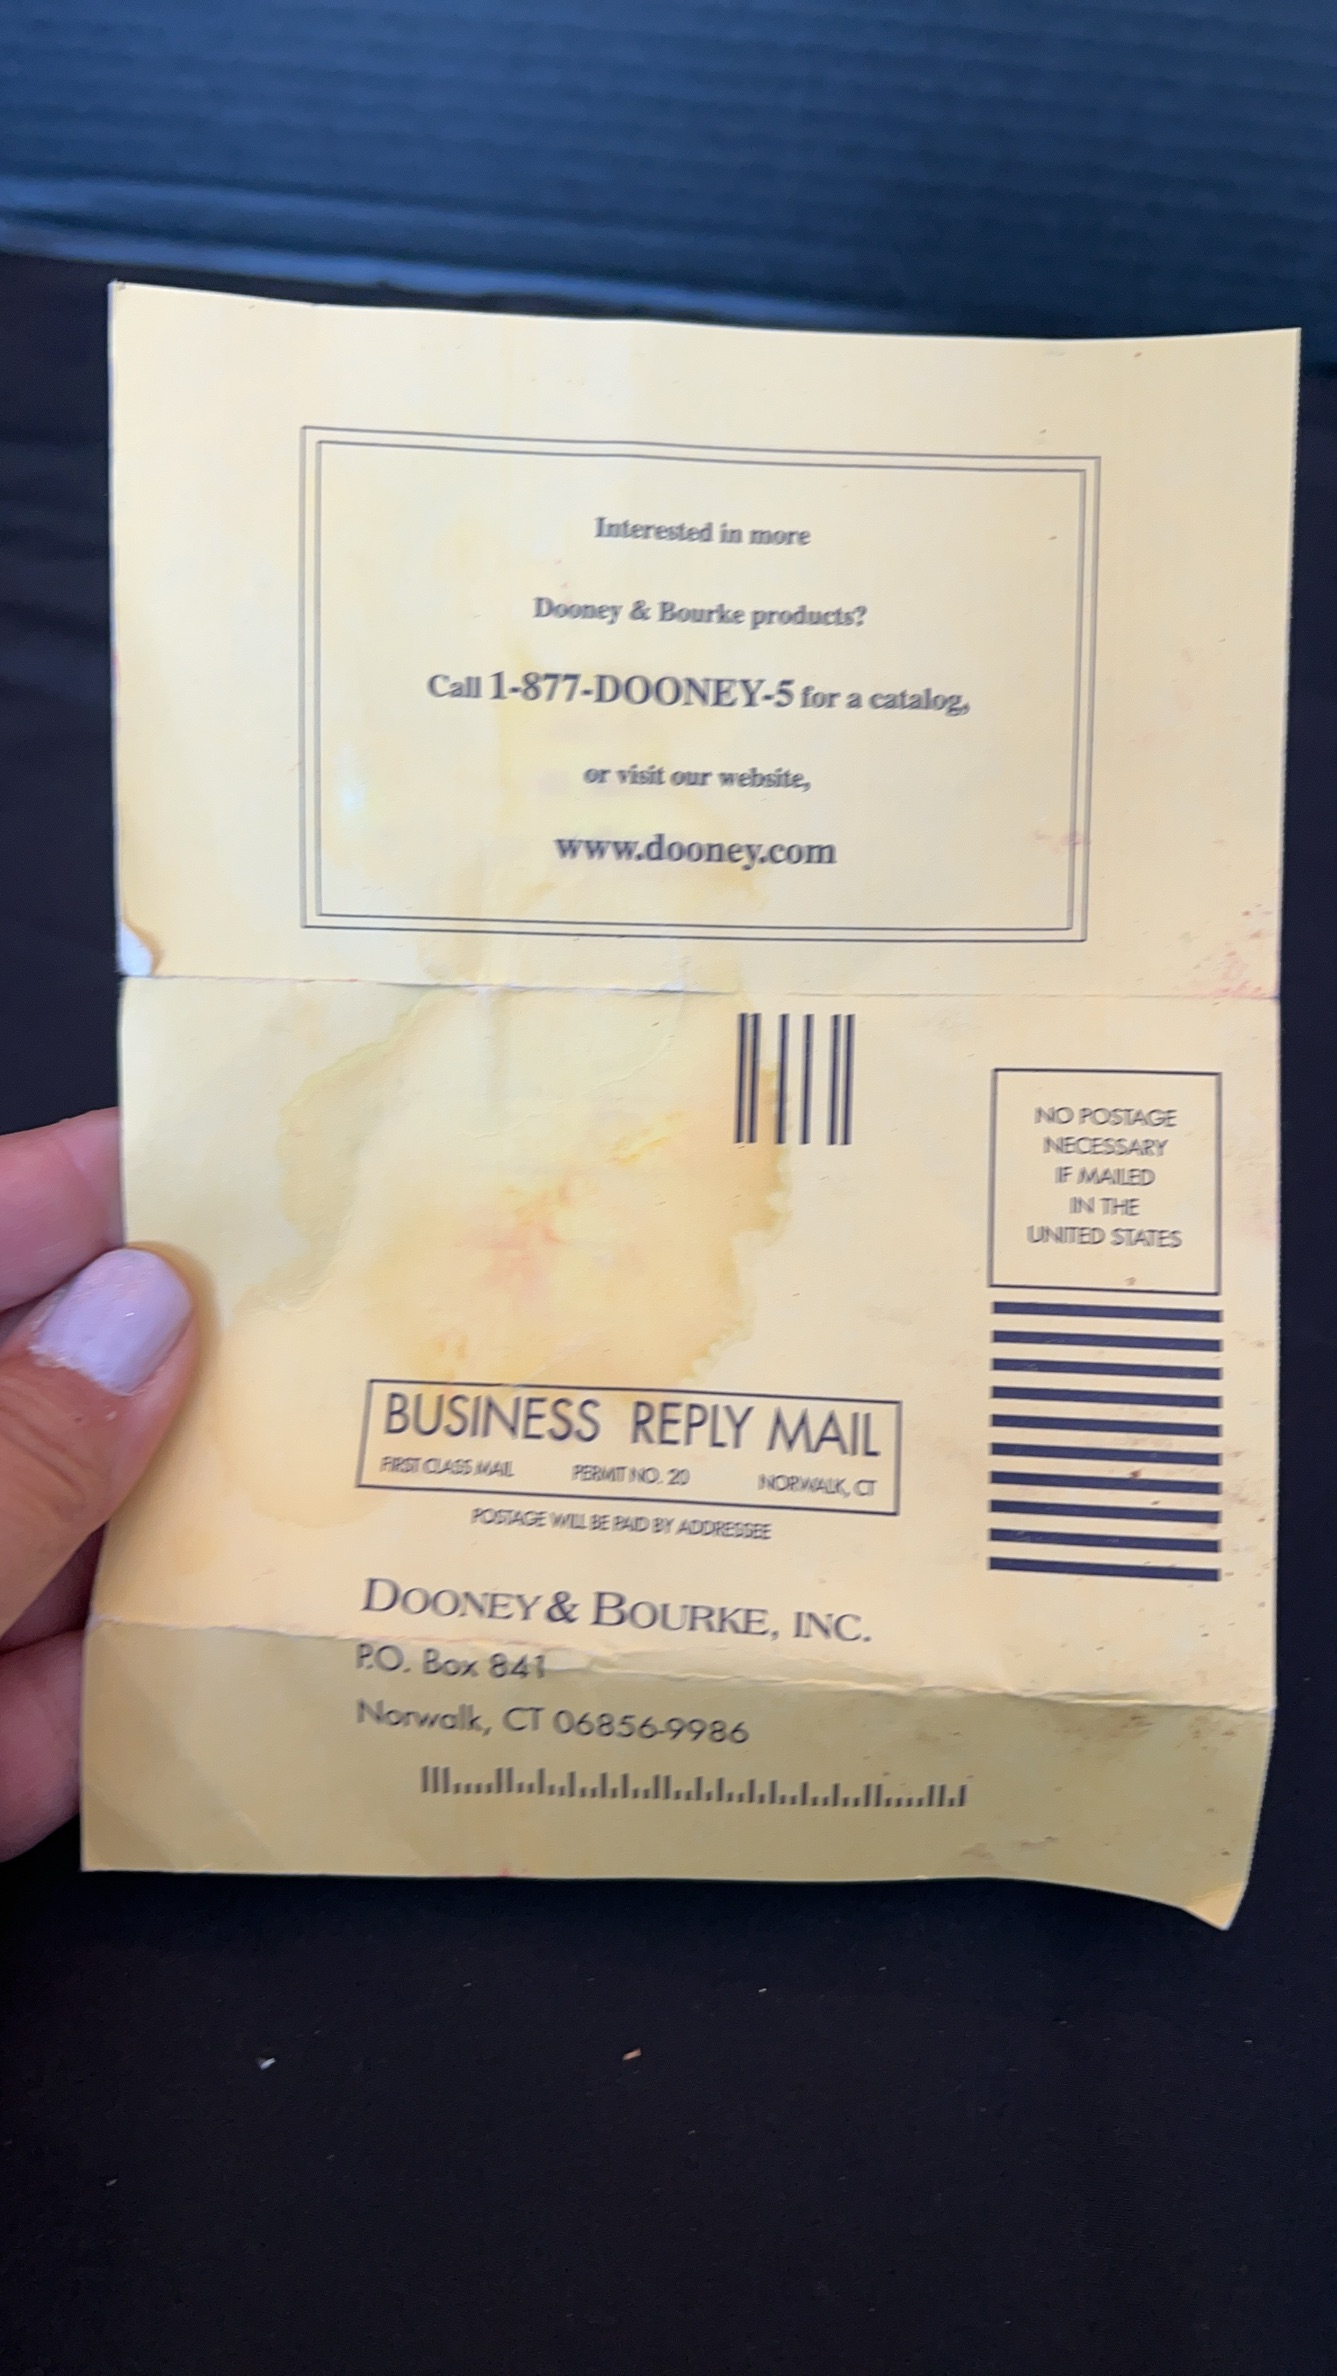 Interested in more
Dooney & Bourke products?
Call 1-877-DOONEY-5 for a catalog,
or visit our website,
www.dooney.com
NO POSTAGE
NECESSARY
IF MAILED
IN THE
UNITED STATES
BUSINESS REPLY MAIL
FIRST CLASS MAIL PERMIT NO. 20 NORWALK, CT
POSTAGE WILL BE PAID BY ADDRESSEE
DOONEY & BOURKE, INC.
P.O. Box 841
Norwalk, CT 06856-9986